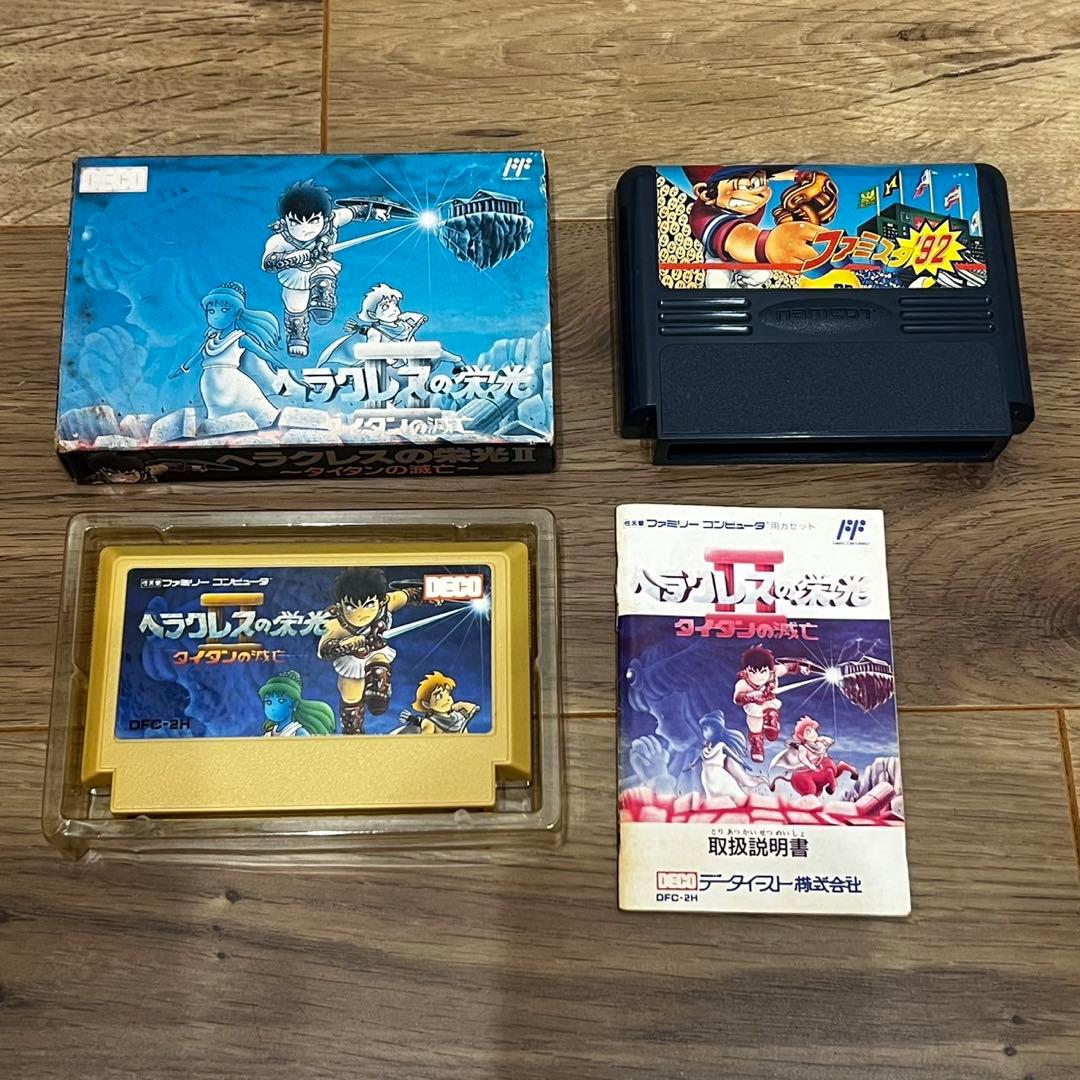 DECO
FF
ヘラクレスの栄光
II
タイタンの滅亡
ヘラクレスの栄光II
〜タイタンの滅亡〜
ファミスタ'92
namcot
任天堂 ファミリー コンピュータ
DECO
ヘラクレスの栄光
II
タイタンの滅亡
DFC-2H
任天堂 ファミリー コンピュータ 用カセット
FF
ヘラクレスの栄光
II
タイタンの滅亡
とりあつかいせつめいしょ
取扱説明書
DECO データイースト株式会社
DFC-2H